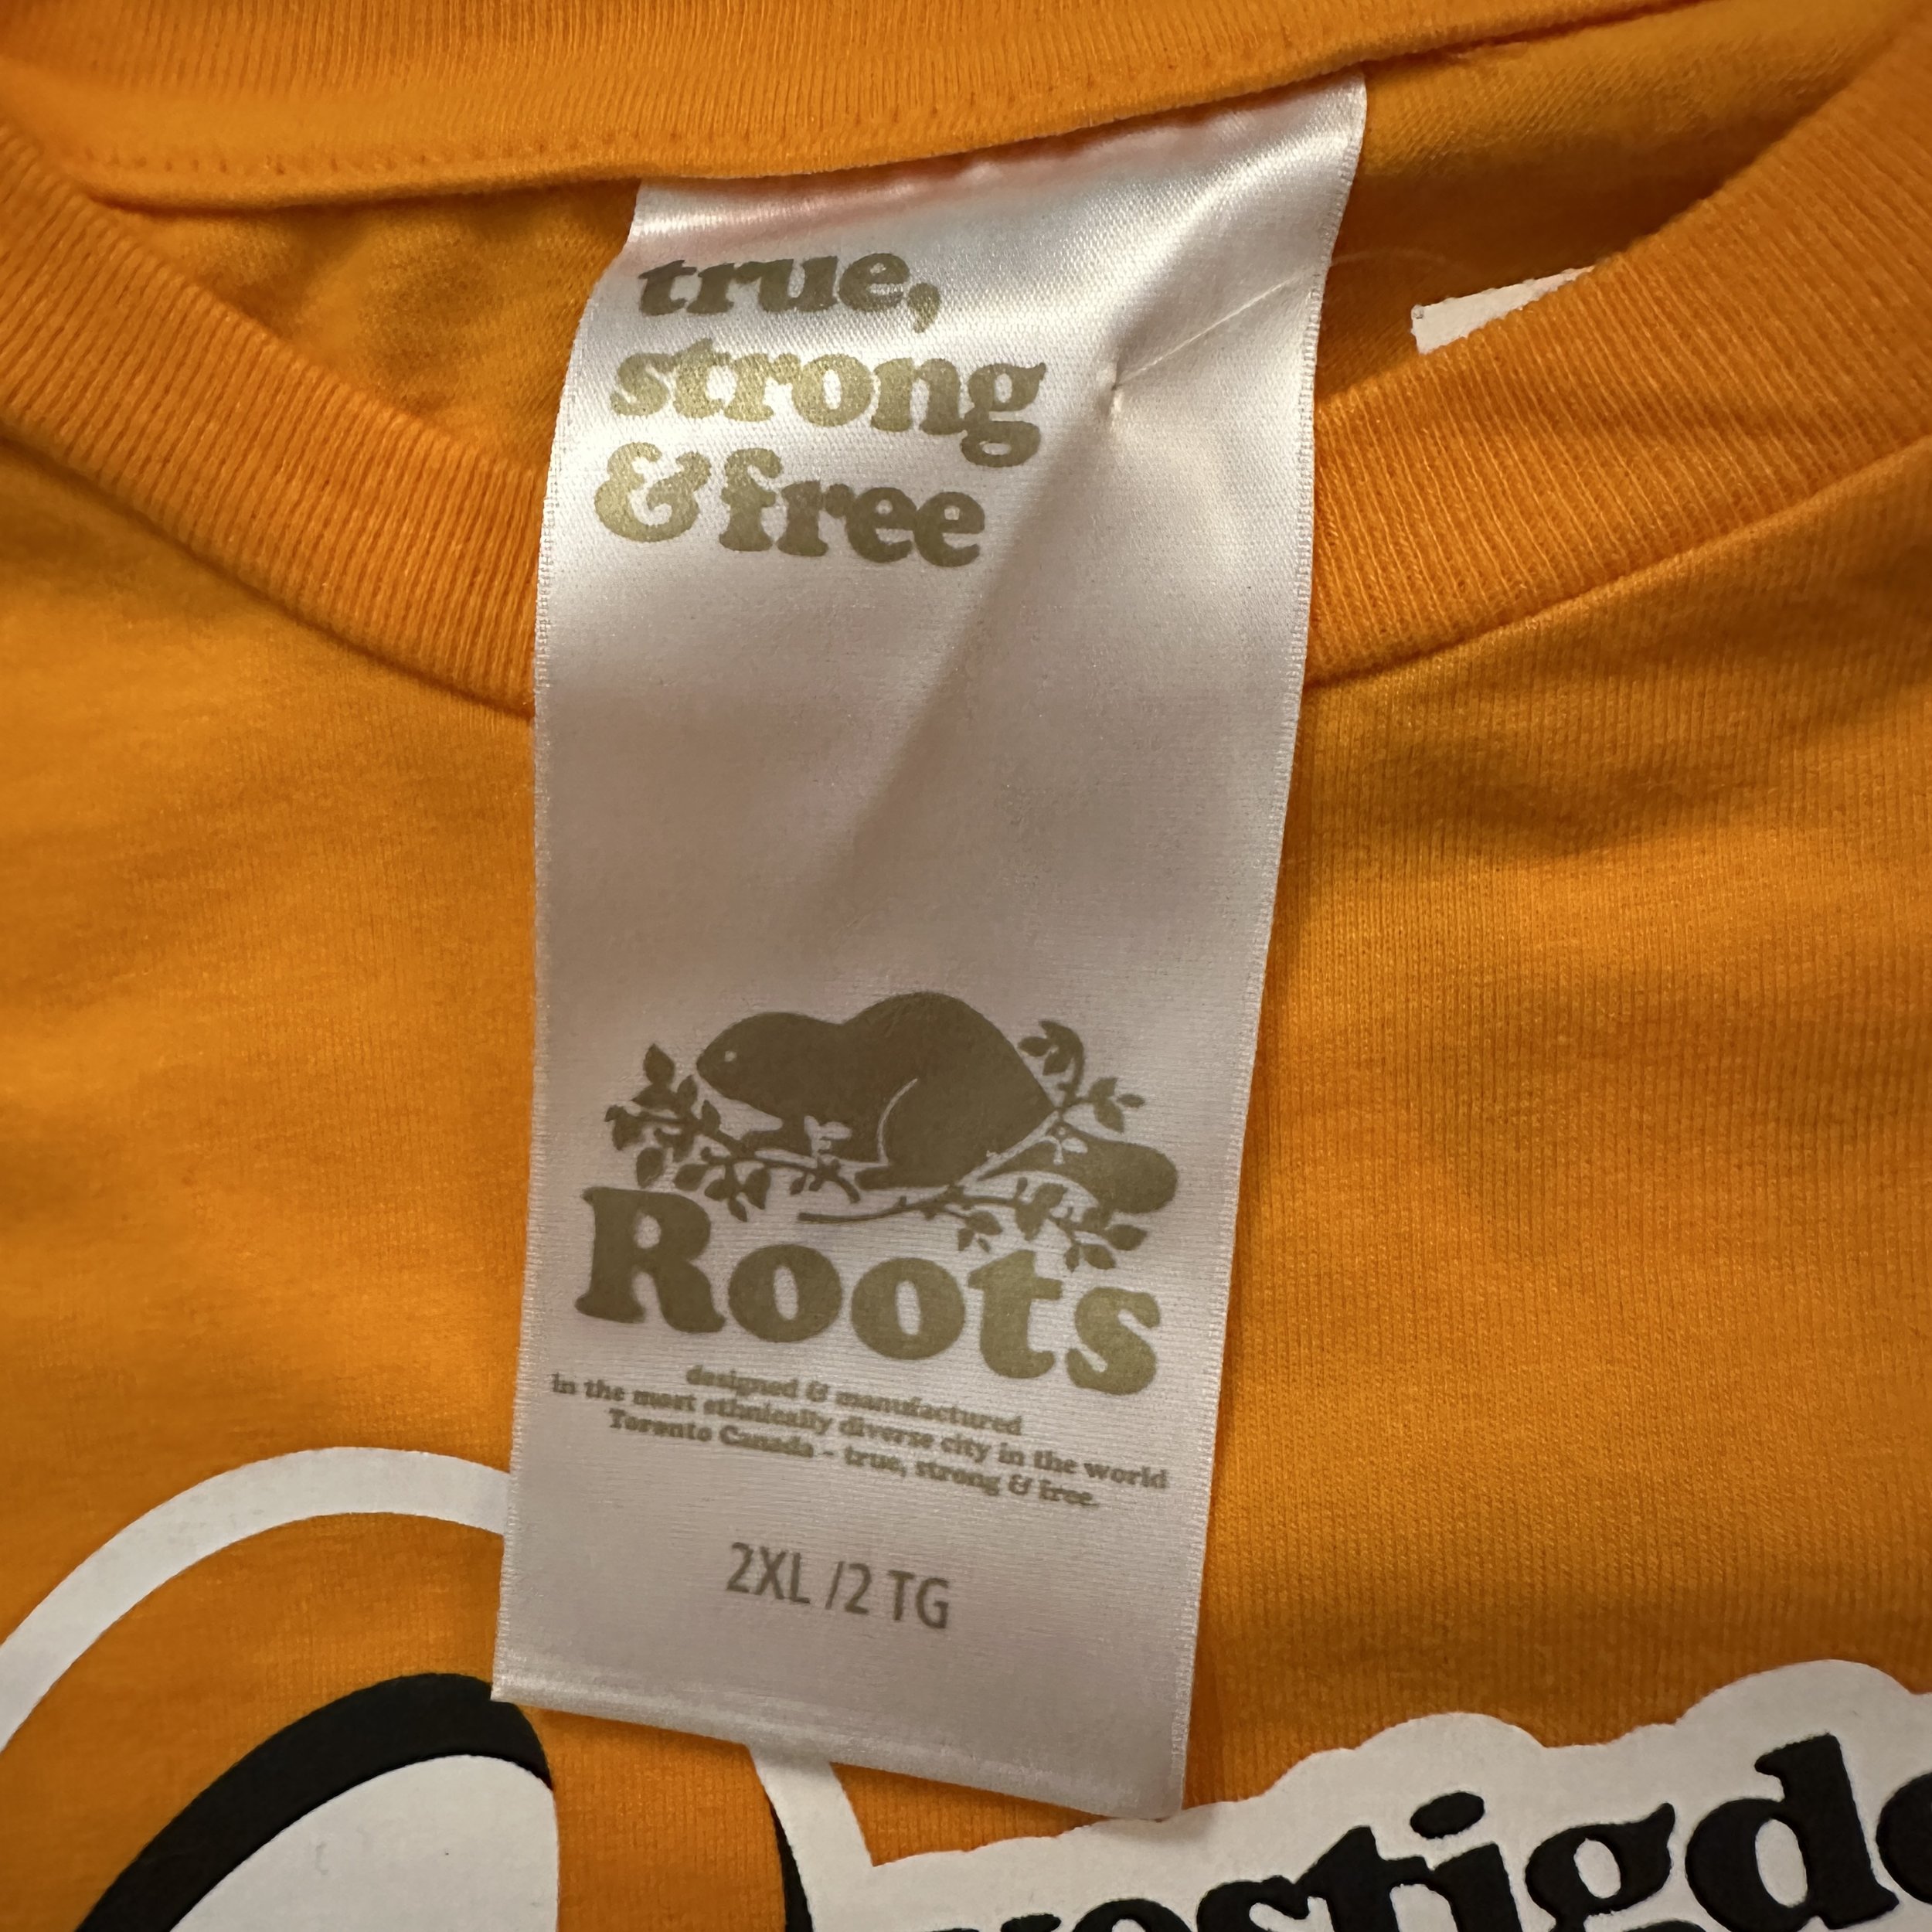 true,
strong
& free
Roots
designed & manufactured
in the most ethnically diverse city in the world
Toronto Canada - true, strong & free.
2XL /2 TG